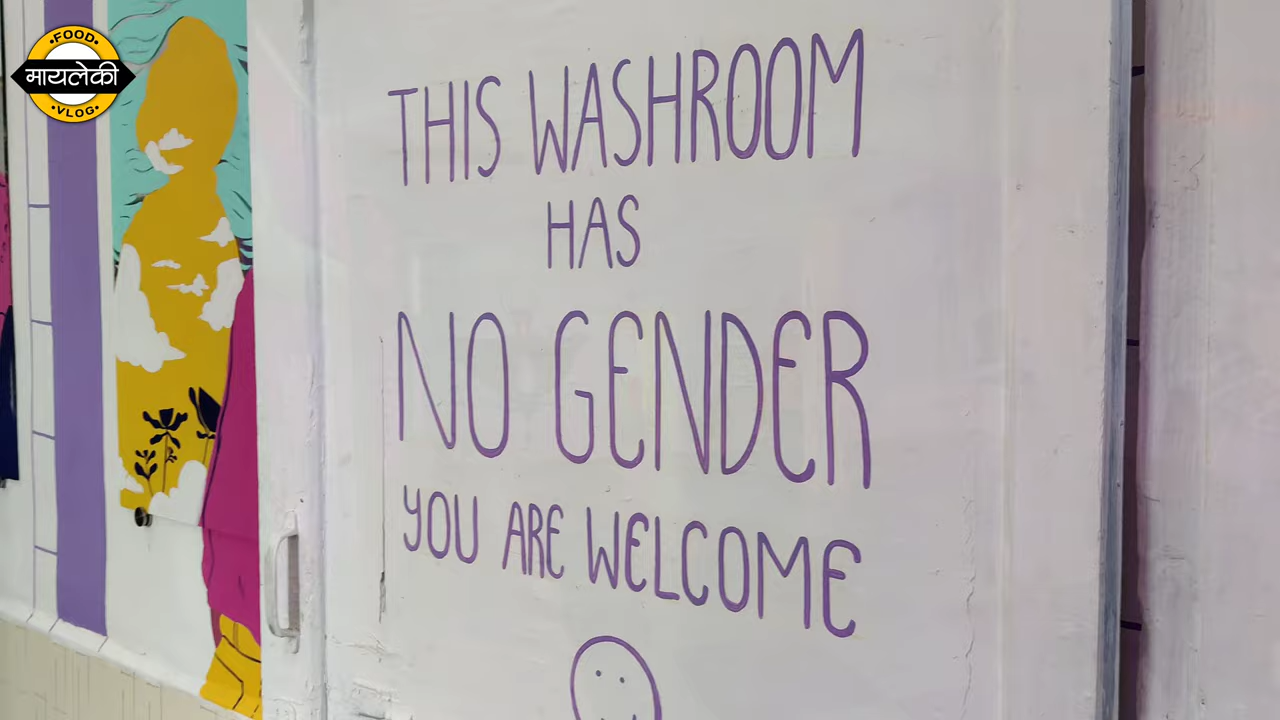 FOOD
मायलेकी
VLOG
THIS WASHROOM
HAS
NO GENDER
YOU ARE WELCOME